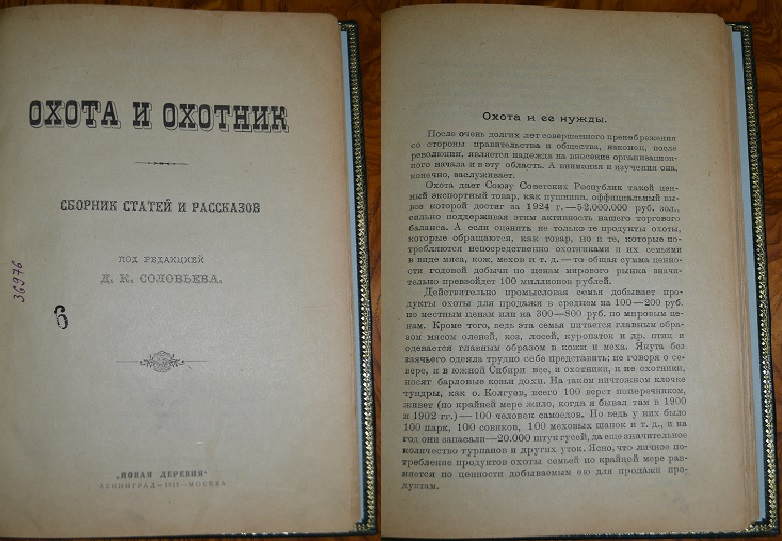 ОХОТА И ОХОТНИК
СБОРНИК СТАТЕЙ И РАССКАЗОВ
ПОД РЕДАКЦИЕЙ
Д. К. СОЛОВЬЕВА.
36976
6
„НОВАЯ ДЕРЕВНЯ"
ЛЕНИНГРАД — МОСКВА
Охота и ее нужды.
После очень долгих лет совершенного пренебрежения
со стороны правительства и общества, наконец, после
революции, является надежда на внесение организацион-
ного начала и в эту область. А внимания и изучения она,
конечно, заслуживает.
Охота дает Союзу Советских Республик такой цен-
ный экспортный товар, как пушнина, оффициальный вы-
воз которой достиг за 1924 г.—52.000.000 руб. зол.,
сильно поддерживая этим активность нашего торгового
баланса. А если оценить не только те продукты охоты,
которые обращаются, как товар, но и те, которые по-
требляются непосредственно охотниками и их семьями
в виде мяса, кож, мехов и т. д.—то общая сумма ценно-
сти годовой добычи по ценам мирового рынка значи-
тельно превзойдет 100 миллионов рублей.
Действительно промысловая семья добывает про-
дукты охоты для продажи в среднем на 100—200 руб.
по местным ценам или на 300—800 руб. по мировым це-
нам. Кроме того, ведь эта семья питается главным обра-
зом мясом оленей, коз, лосей, куропаток и др. птиц и
одевается главным образом в кожи и меха. Якута без
заячьего одеяла трудно себе представить; не говоря о се-
вере, и в южной Сибири все, и охотники, и не охотники,
носят барловые козьи дохи. На таком ничтожном клочке
тундры, как о. Колгуев, всего 100 верст поперечником,
живет (по крайней мере жило, когда я бывал там в 1900
и 1902 гг.)—100 человек самоедов. Но ведь у них было
100 парк, 100 совиков, 100 меховых шапок и т. д., и на
год они запасали—20.000 штук гусей, да еще значительное
количество турпанов и других уток. Ясно, что личное по-
требление продуктов охоты семьей по крайней мере рав-
няется по ценности добываемым ею для продажи про-
дуктам.